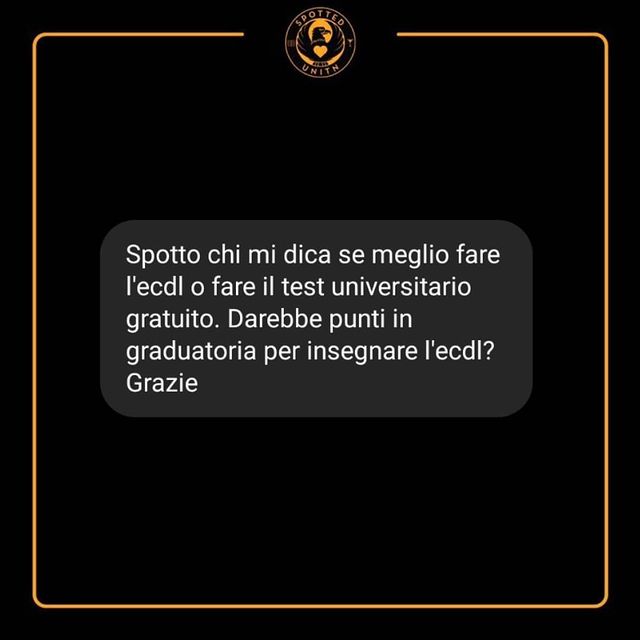 SPOTTED
UNITN
Spotto chi mi dica se meglio fare
l'ecdl o fare il test universitario
gratuito. Darebbe punti in
graduatoria per insegnare l'ecdl?
Grazie